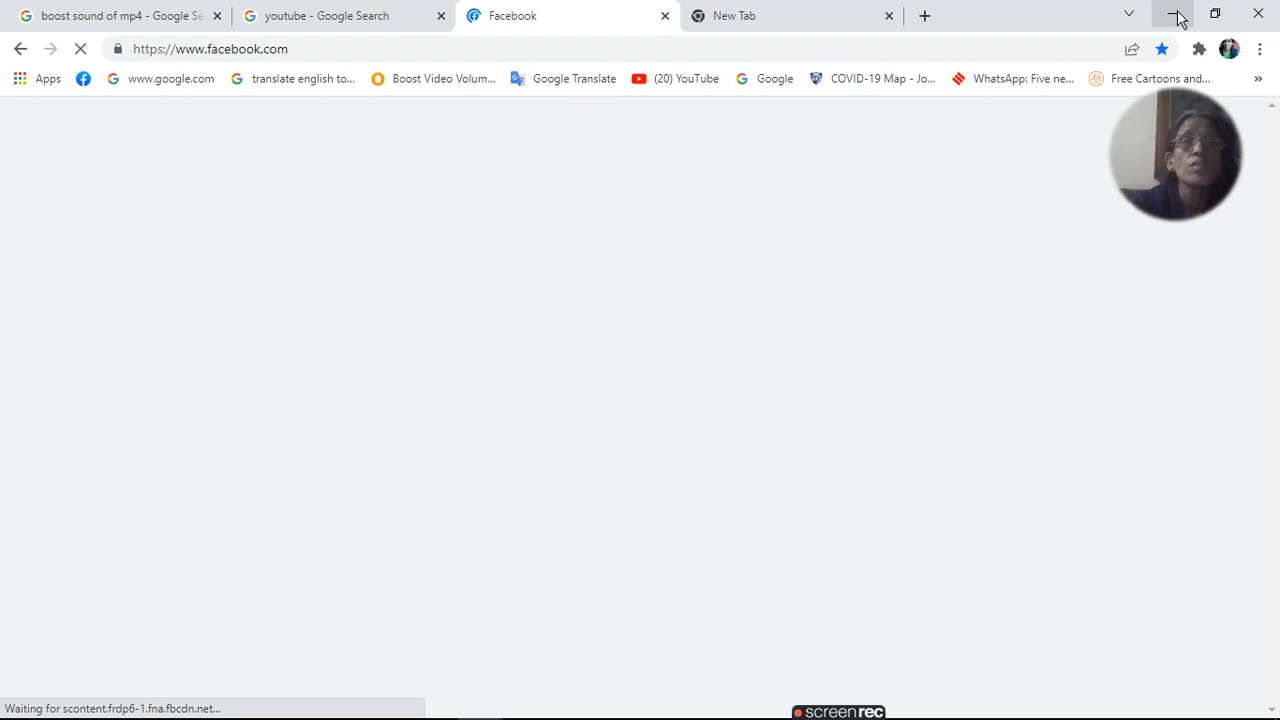 boost sound of mp4 - Google Se
youtube - Google Search
Facebook
New Tab
https://www.facebook.com
Apps
www.google.com
translate english to...
Boost Video Volum...
Google Translate
(20) YouTube
Google
COVID-19 Map - Jo...
WhatsApp: Five ne...
Free Cartoons and...
Waiting for scontent.frdp6-1.fna.fbcdn.net...
screenrec